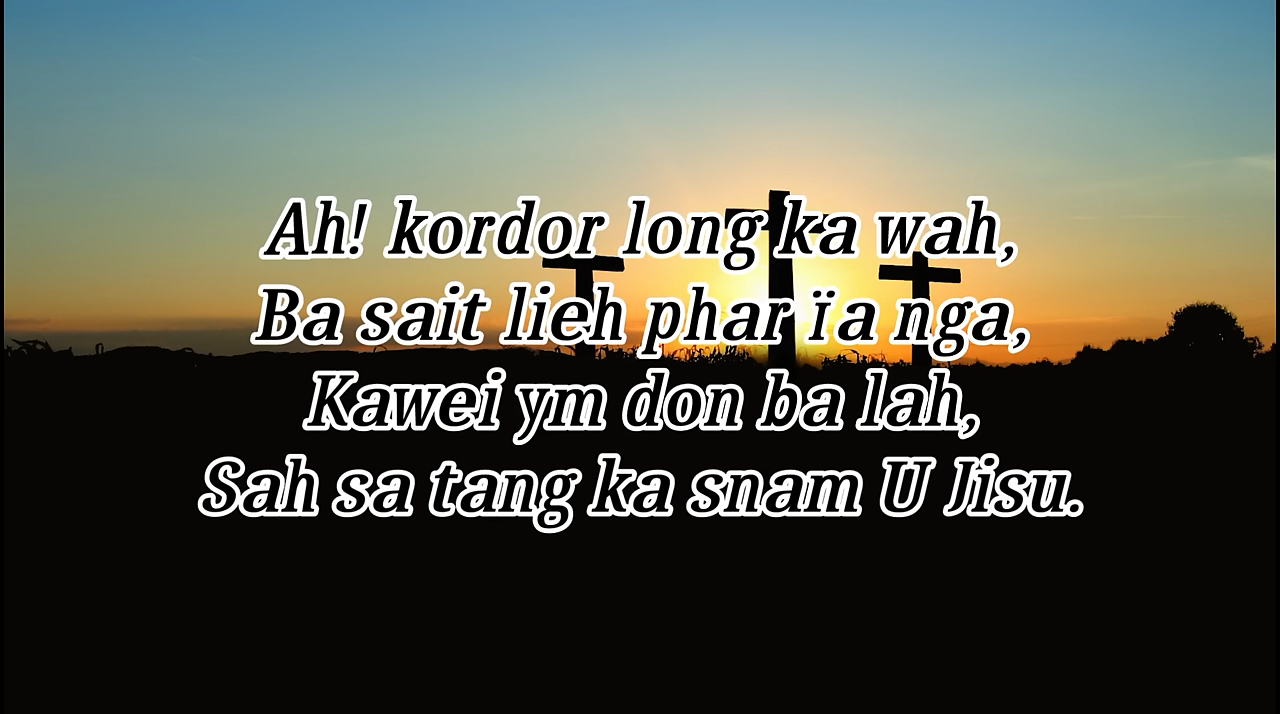 Ah! kordor long ka wah,
Ba sait lieh phar ïa nga,
Kawei ym don ba lah,
Sah sa tang ka snam U Jisu.